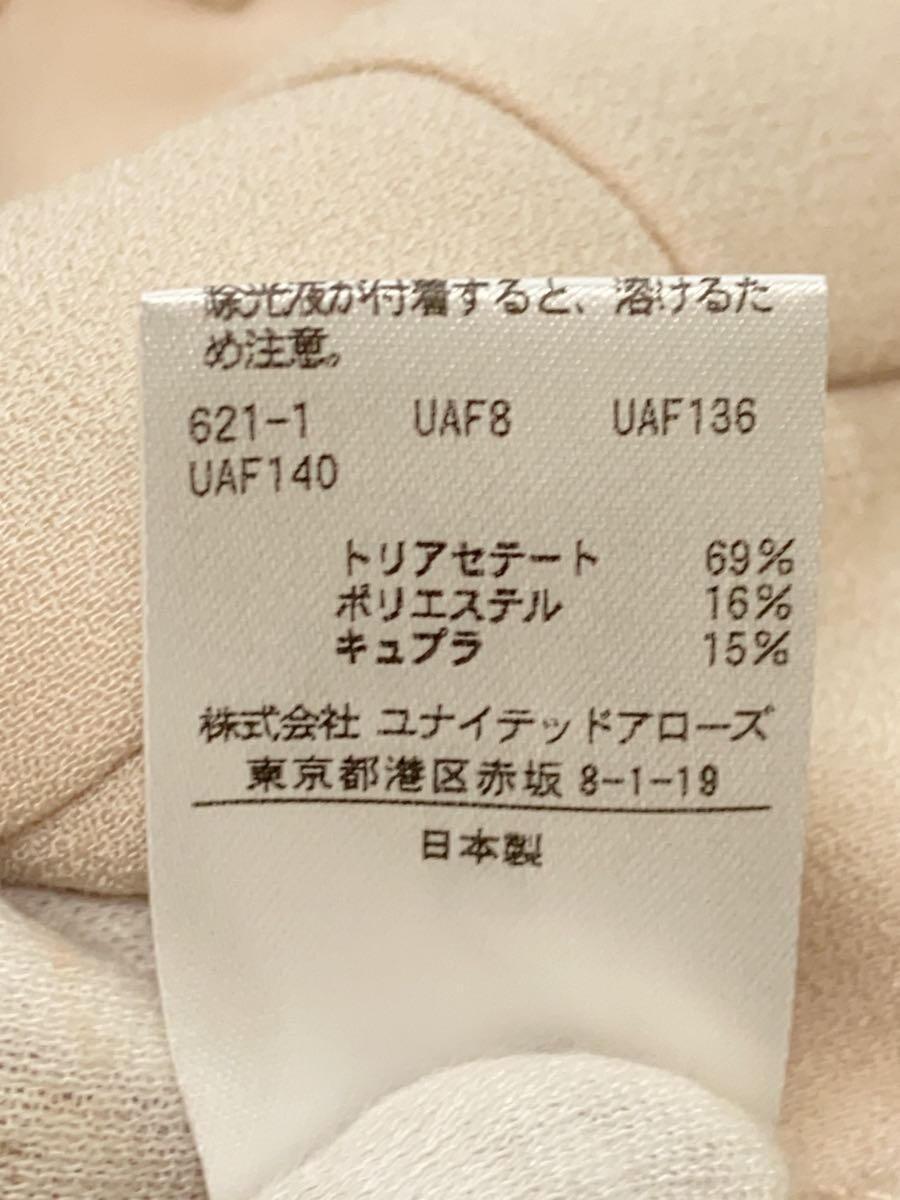 除光液が付着すると、溶けるた
め注意。
621-1 UAF8 UAF136
UAF140
トリアセテート 69%
ポリエステル 16%
キュプラ 15%
株式会社 ユナイテッドアローズ
東京都港区赤坂 8-1-19
日本製